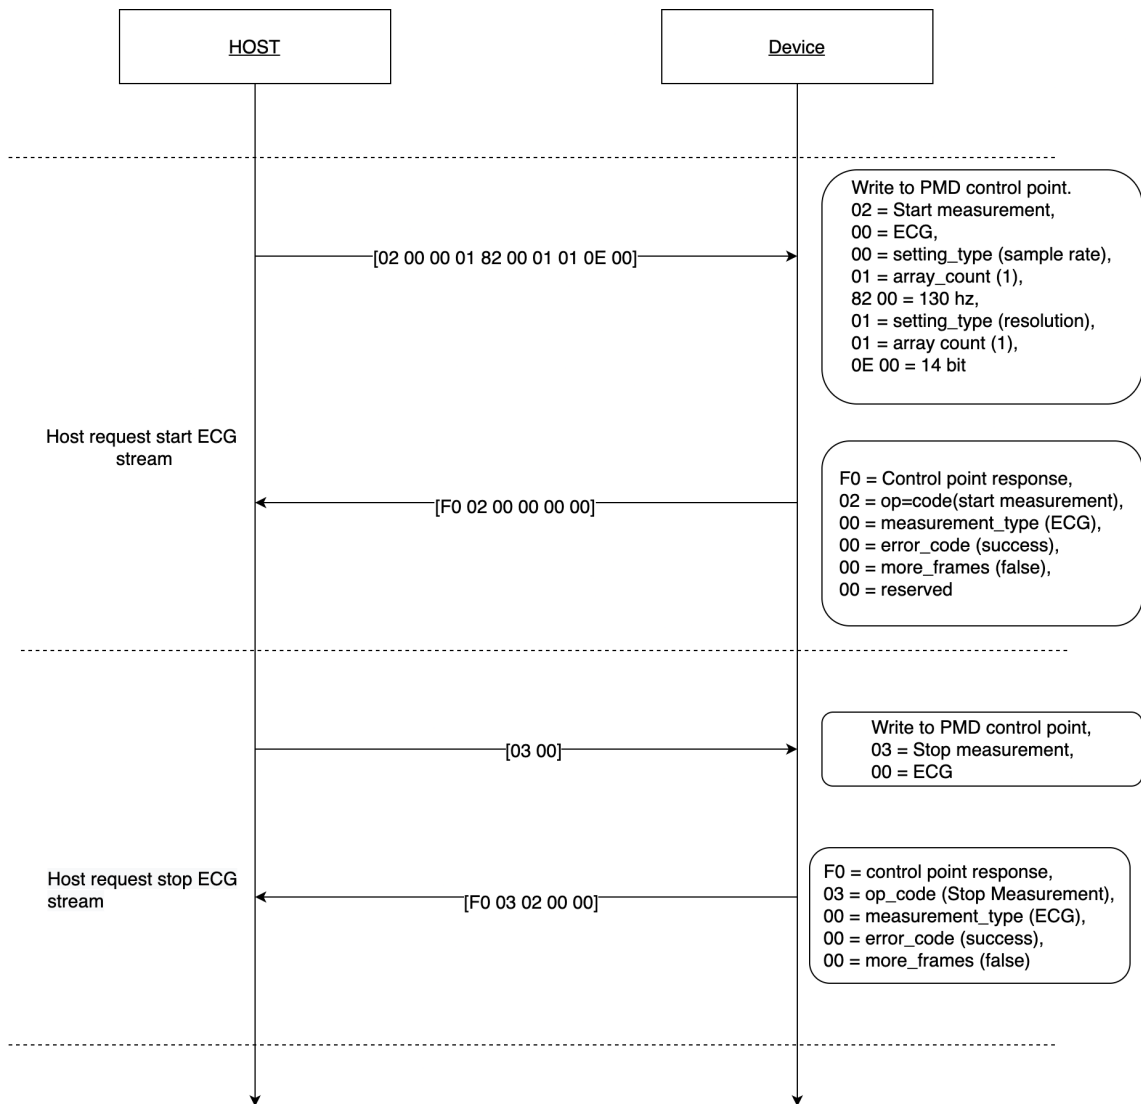 HOST
Device
[02 00 00 01 82 00 01 01 0E 00]
Write to PMD control point.
02 = Start measurement,
00 = ECG,
00 = setting_type (sample rate),
01 = array_count (1),
82 00 = 130 hz,
01 = setting_type (resolution),
01 = array count (1),
0E 00 = 14 bit
Host request start ECG
stream
[F0 02 00 00 00 00]
F0 = Control point response,
02 = op=code(start measurement),
00 = measurement_type (ECG),
00 = error_code (success),
00 = more_frames (false),
00 = reserved
[03 00]
Write to PMD control point,
03 = Stop measurement,
00 = ECG
Host request stop ECG
stream
[F0 03 02 00 00]
F0 = control point response,
03 = op_code (Stop Measurement),
00 = measurement_type (ECG),
00 = error_code (success),
00 = more_frames (false)